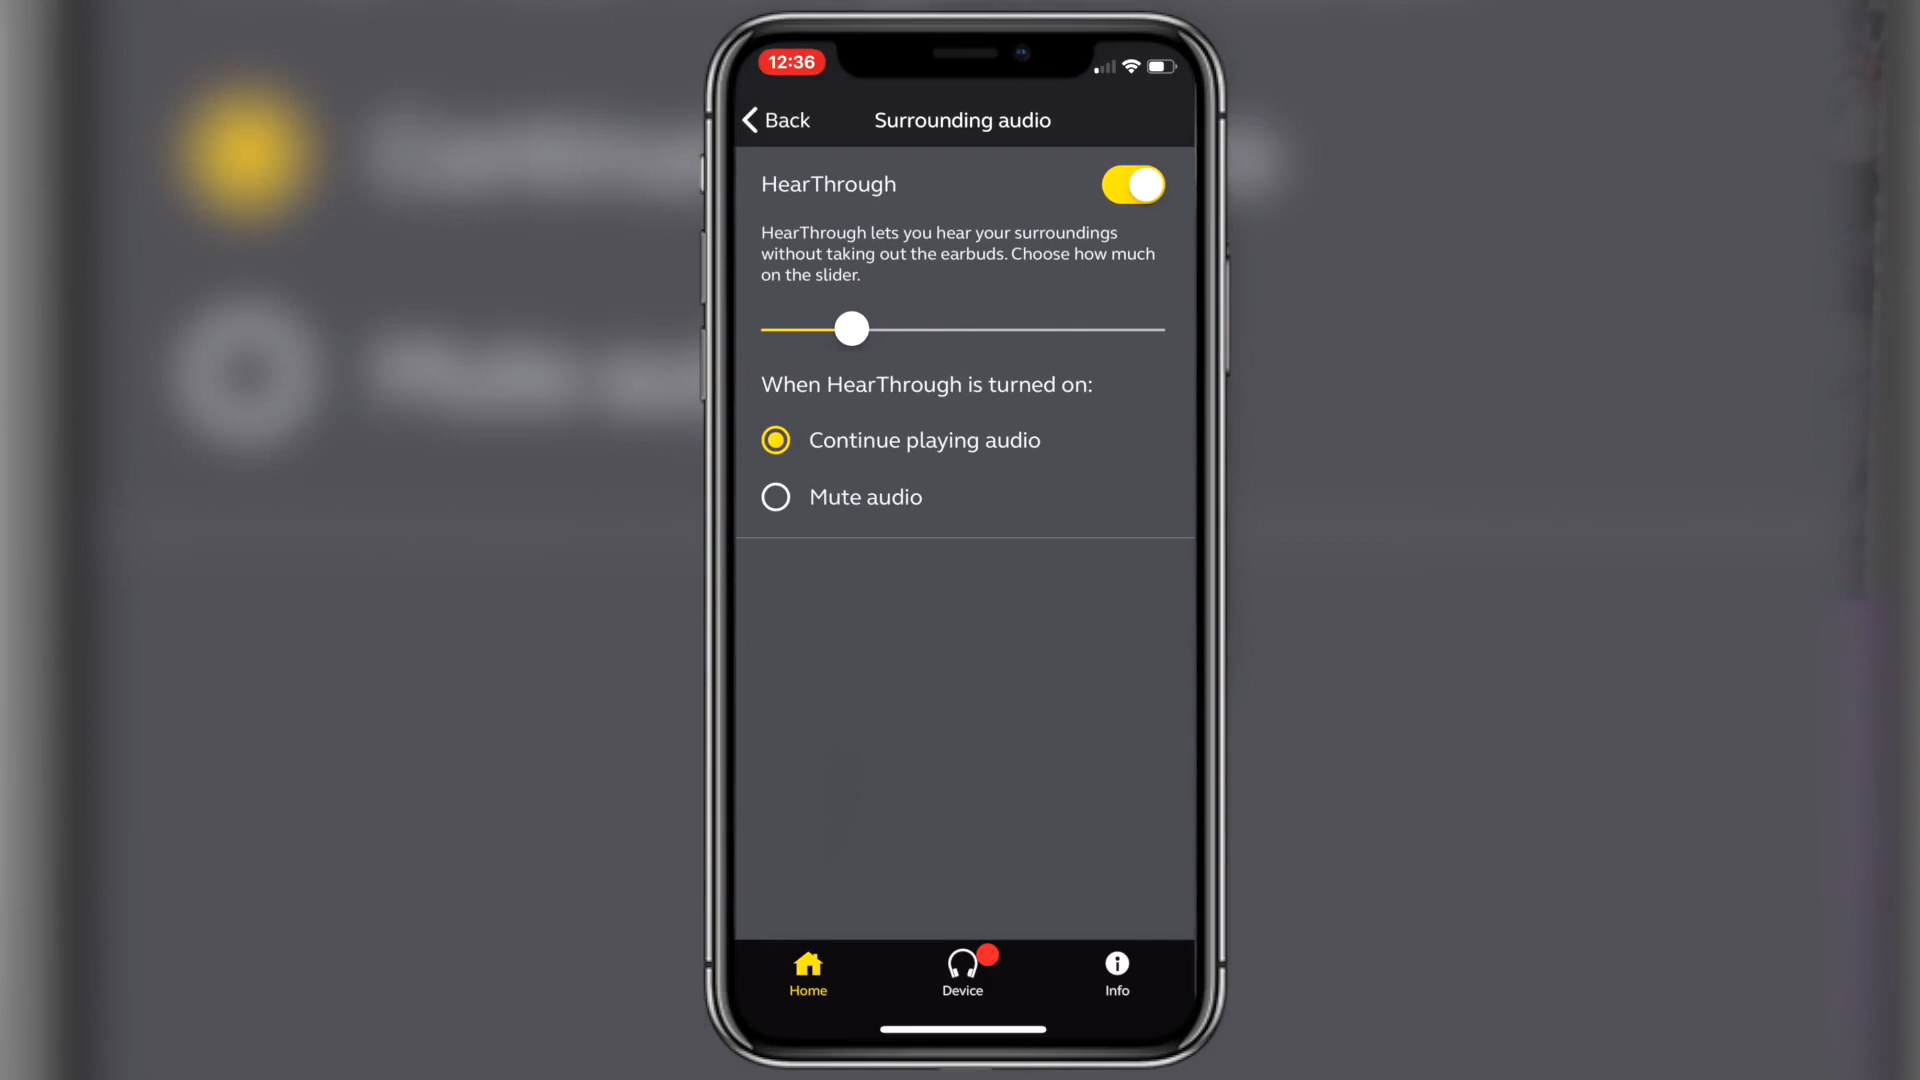 12:36
Back
Surrounding audio
HearThrough
HearThrough lets you hear your surroundings
without taking out the earbuds. Choose how much
on the slider.
When HearThrough is turned on:
Continue playing audio
Mute audio
Home
Device
Info